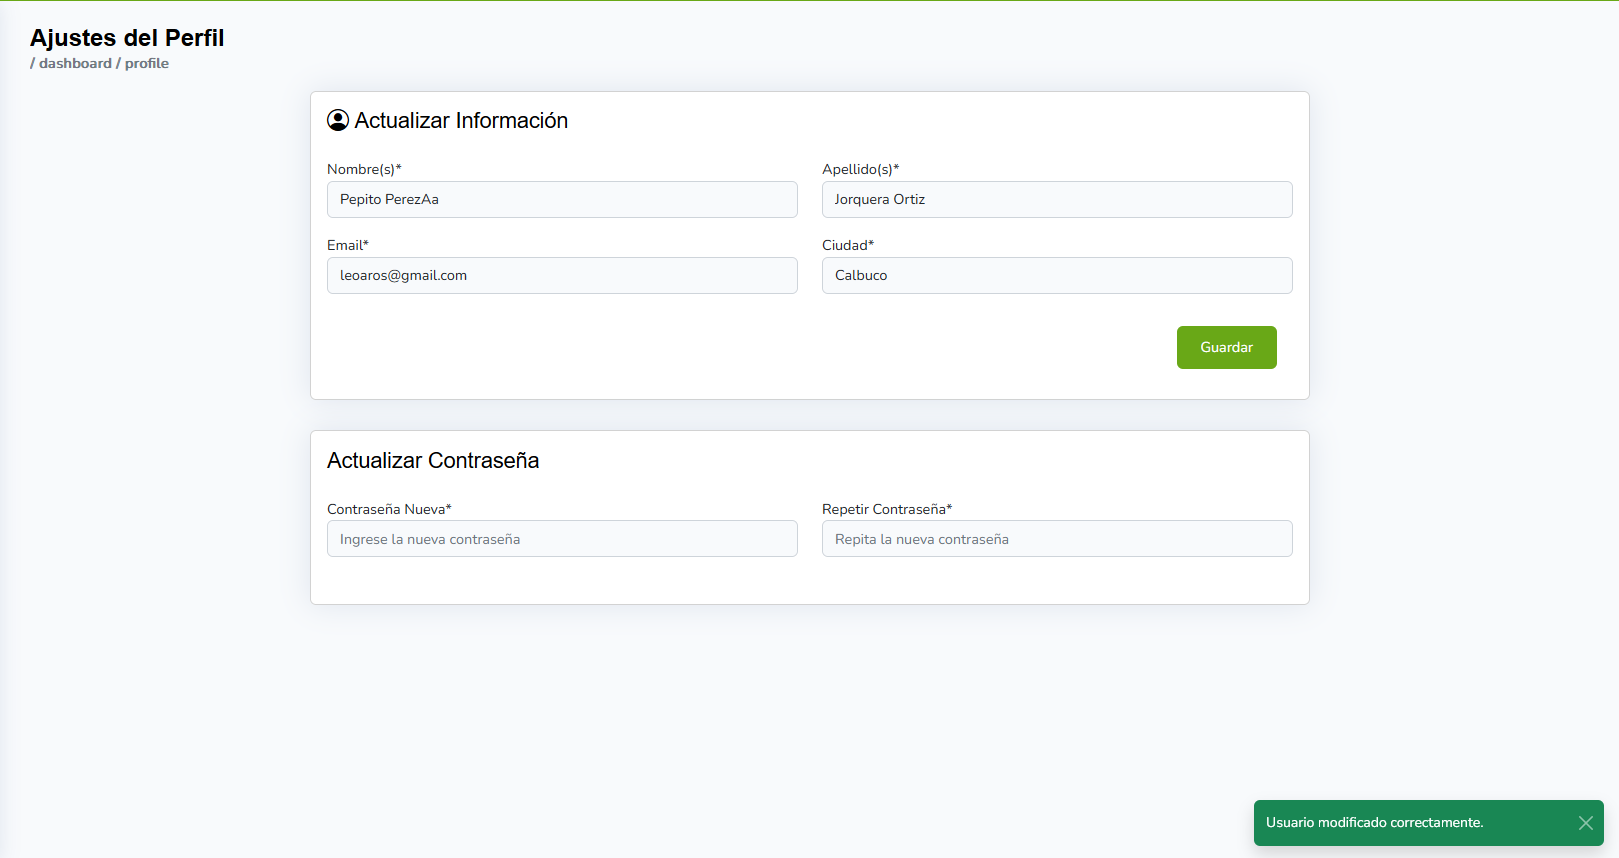 Ajustes del Perfil
/ dashboard / profile
Actualizar Información
Nombre(s)*
Apellido(s)*
Pepito PerezAa
Jorquera Ortiz
Email*
Ciudad*
leoaros@gmail.com
Calbuco
Guardar
Actualizar Contraseña
Contraseña Nueva*
Repetir Contraseña*
Ingrese la nueva contraseña
Repita la nueva contraseña
Usuario modificado correctamente.